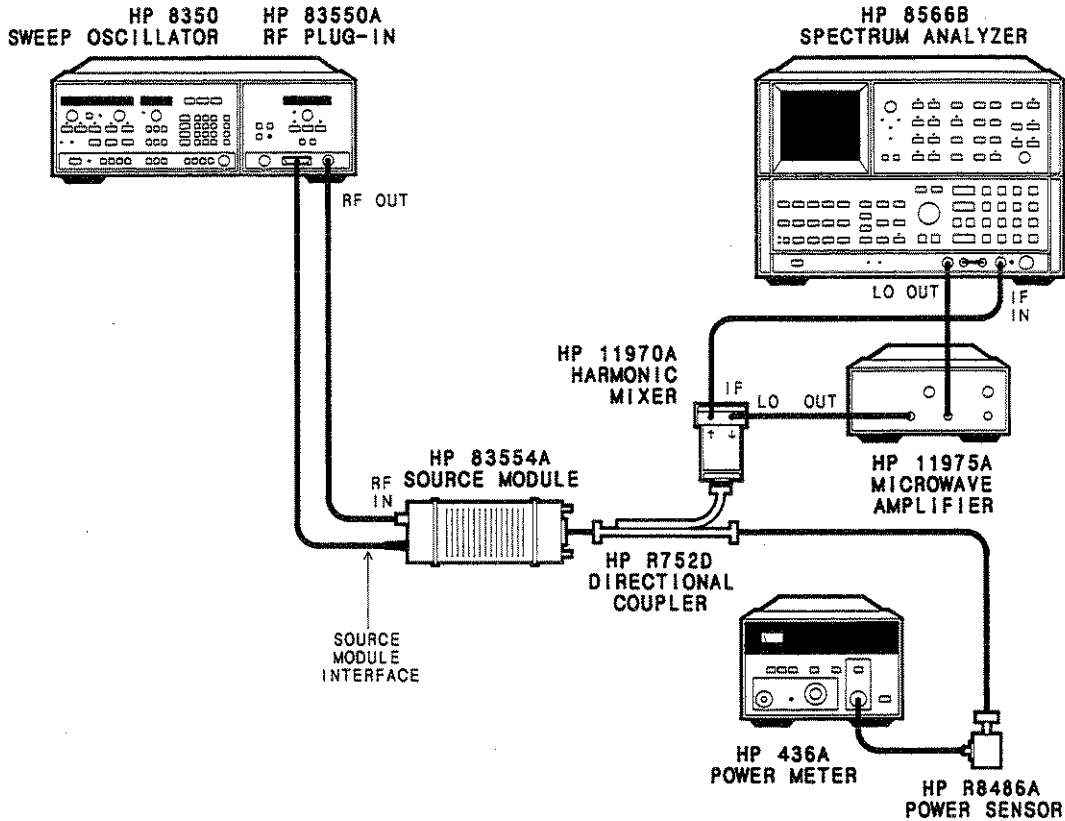 HP 8350
SWEEP OSCILLATOR
HP 83550A
RF PLUG-IN
HP 8566B
SPECTRUM ANALYZER
RF OUT
LO OUT
IF
IN
HP 11970A
HARMONIC
MIXER
IF
LO OUT
HP 83554A
SOURCE MODULE
RF
IN
HP 11975A
MICROWAVE
AMPLIFIER
HP R752D
DIRECTIONAL
COUPLER
SOURCE
MODULE
INTERFACE
HP 436A
POWER METER
HP R8486A
POWER SENSOR